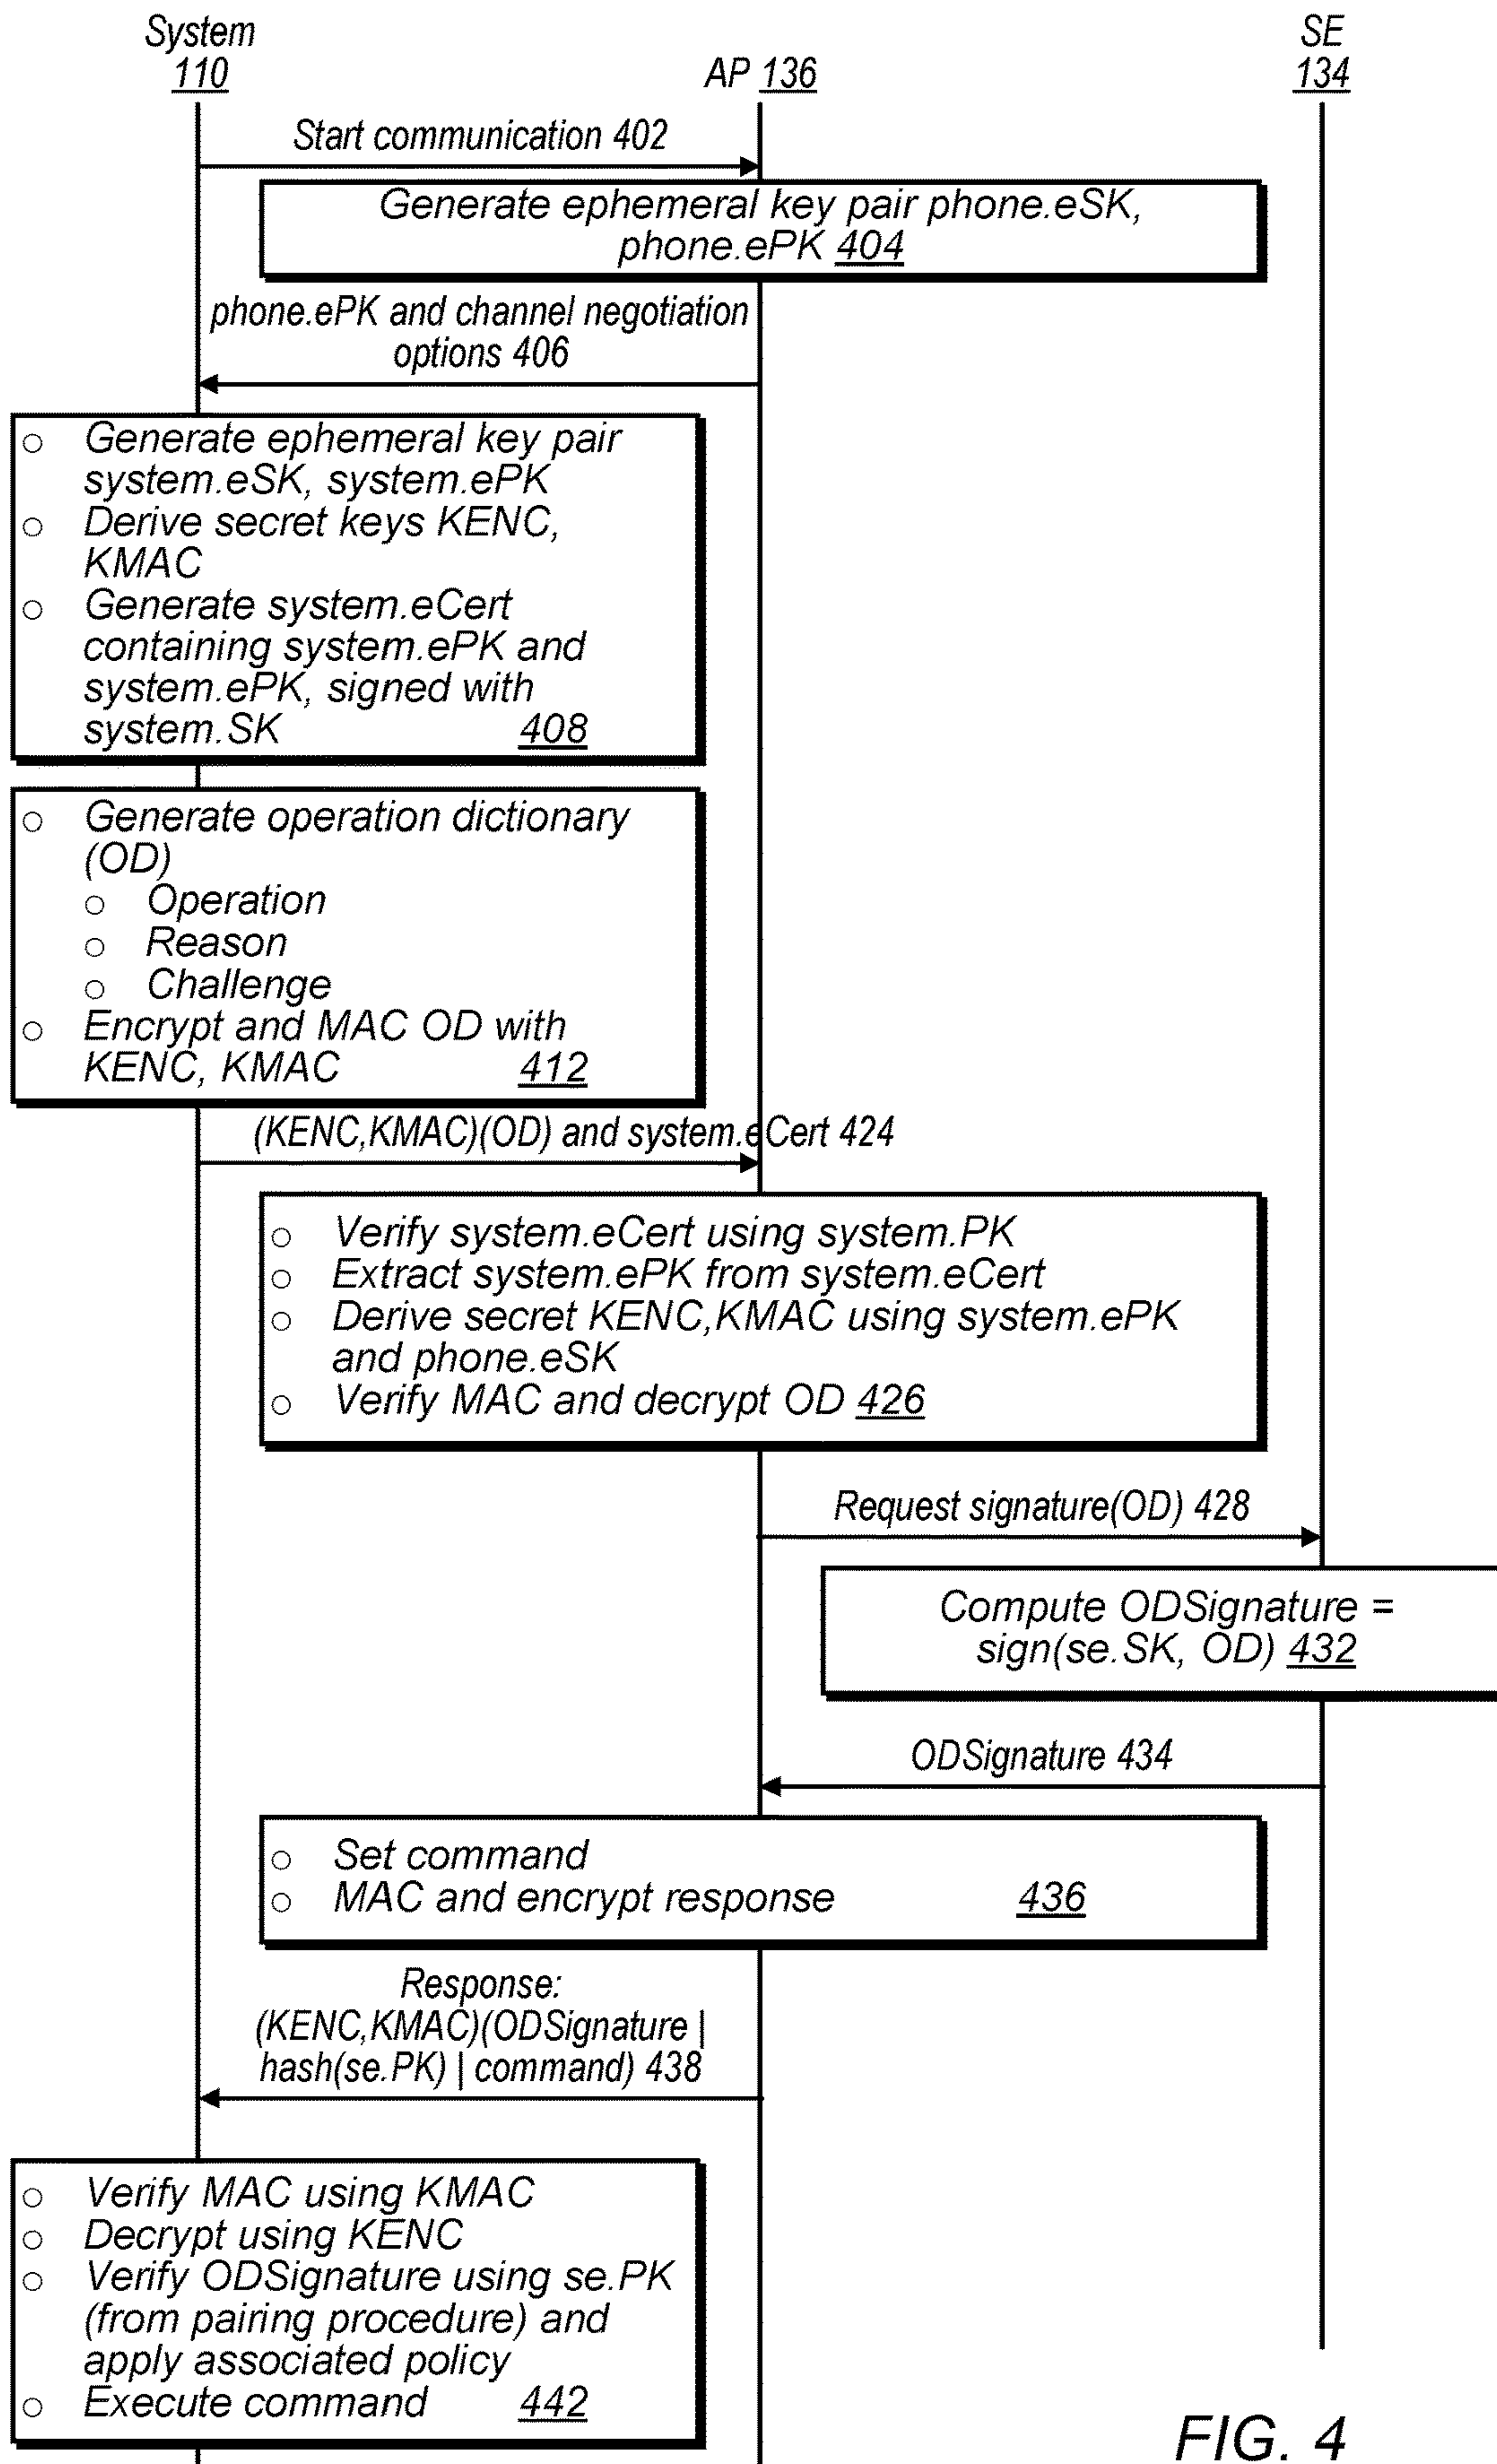 System
110
AP 136
SE
134
Start communication 402
Generate ephemeral key pair phone.eSK,
phone.ePK 404
phone.ePK and channel negotiation
options 406
○ Generate ephemeral key pair
system.eSK, system.ePK
○ Derive secret keys KENC,
KMAC
○ Generate system.eCert
containing system.ePK and
system.ePK, signed with
system.SK 408
○ Generate operation dictionary
(OD)
○ Operation
○ Reason
○ Challenge
○ Encrypt and MAC OD with
KENC, KMAC 412
(KENC,KMAC)(OD) and system.eCert 424
○ Verify system.eCert using system.PK
○ Extract system.ePK from system.eCert
○ Derive secret KENC,KMAC using system.ePK
and phone.eSK
○ Verify MAC and decrypt OD 426
Request signature(OD) 428
Compute ODSignature =
sign(se.SK, OD) 432
ODSignature 434
○ Set command
○ MAC and encrypt response 436
Response:
(KENC,KMAC)(ODSignature |
hash(se.PK) | command) 438
○ Verify MAC using KMAC
○ Decrypt using KENC
○ Verify ODSignature using se.PK
(from pairing procedure) and
apply associated policy
○ Execute command 442
FIG. 4